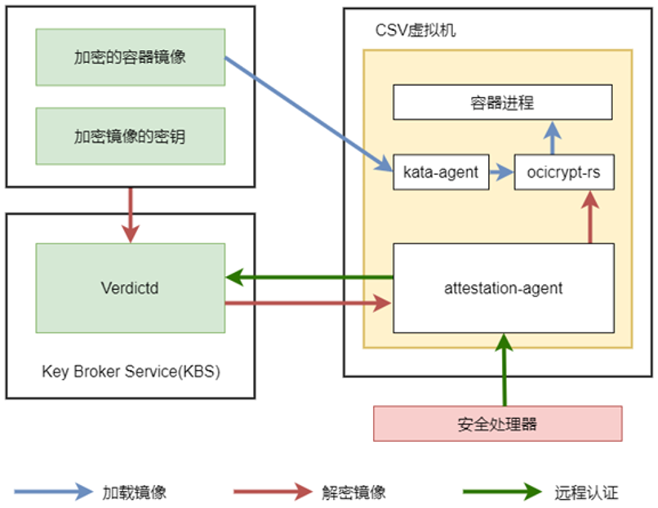 加密的容器镜像
加密镜像的密钥
Verdictd
Key Broker Service(KBS)
CSV虚拟机
容器进程
kata-agent
ocicrypt-rs
attestation-agent
安全处理器
加载镜像
解密镜像
远程认证